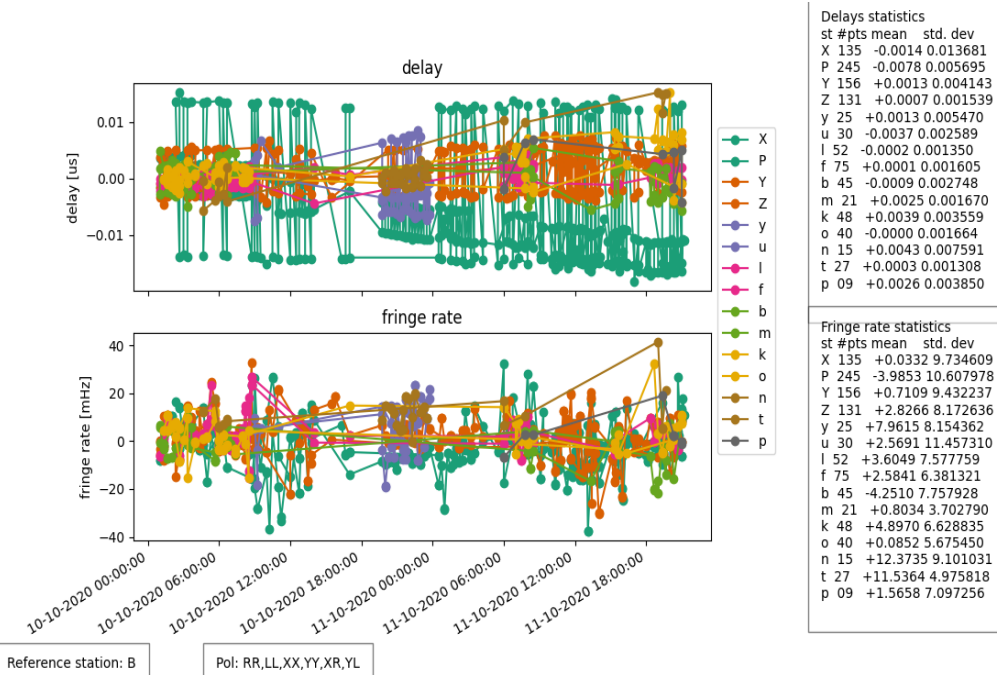 delay
0.01
0.00
−0.01
delay [us]
X
P
Y
Z
y
u
l
f
b
m
k
o
n
t
p
fringe rate
40
20
0
−20
−40
fringe rate [mHz]
10-10-2020 00:00:00
10-10-2020 06:00:00
10-10-2020 12:00:00
10-10-2020 18:00:00
11-10-2020 00:00:00
11-10-2020 06:00:00
11-10-2020 12:00:00
11-10-2020 18:00:00
Delays statistics
st #pts mean std. dev
X 135 -0.0014 0.013681
P 245 -0.0078 0.005695
Y 156 +0.0013 0.004143
Z 131 +0.0007 0.001539
y 25 +0.0013 0.005470
u 30 -0.0037 0.002589
l 52 -0.0002 0.001350
f 75 +0.0001 0.001605
b 45 -0.0009 0.002748
m 21 +0.0025 0.001670
k 48 +0.0039 0.003559
o 40 -0.0000 0.001664
n 15 +0.0043 0.007591
t 27 +0.0003 0.001308
p 09 +0.0026 0.003850
Fringe rate statistics
st #pts mean std. dev
X 135 +0.0332 9.734609
P 245 -3.9853 10.607978
Y 156 +0.7109 9.432237
Z 131 +2.8266 8.172636
y 25 +7.9615 8.154362
u 30 +2.5691 11.457310
l 52 +3.6049 7.577759
f 75 +2.5841 6.381321
b 45 -4.2510 7.757928
m 21 +0.8034 3.702790
k 48 +4.8970 6.628835
o 40 +0.0852 5.675450
n 15 +12.3735 9.101031
t 27 +11.5364 4.975818
p 09 +1.5658 7.097256
Reference station: B
Pol: RR,LL,XX,YY,XR,YL